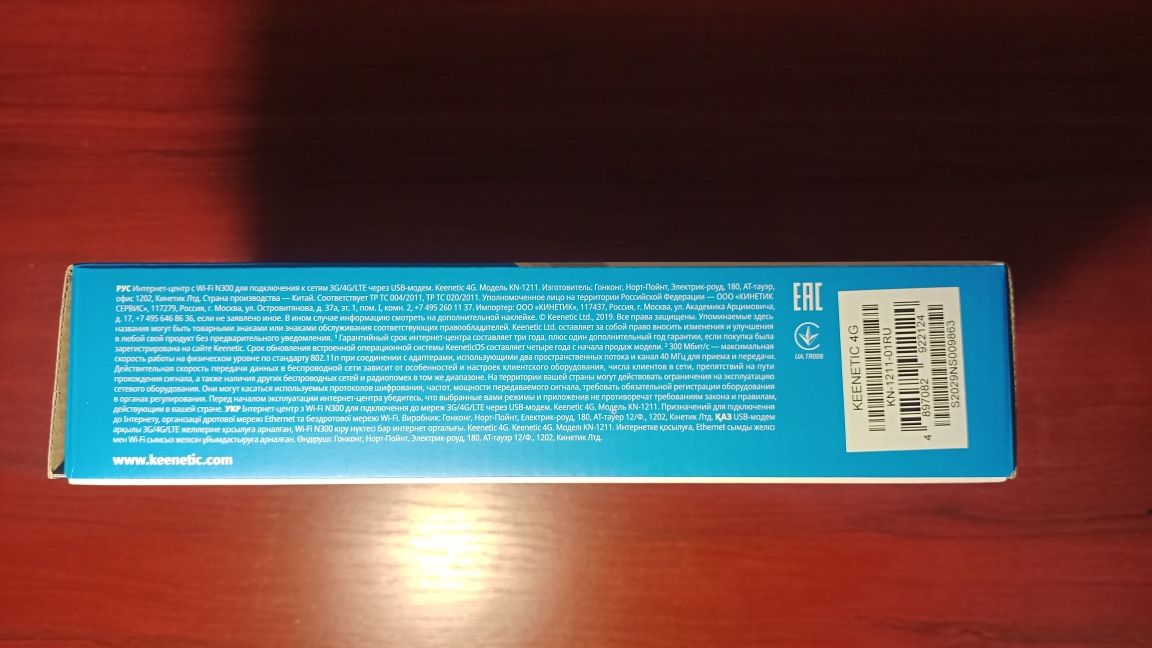 РУС Интернет-центр с Wi-Fi N300 для подключения к сетям 3G/4G/LTE через USB-модем. Keenetic 4G. Модель KN-1211. Изготовитель: Гонконг, Норт-Пойнт, Электрик-роуд, 180, АТ-тауэр,
офис 1202, Кинетик Лтд. Страна производства — Китай. Соответствует ТР ТС 004/2011, ТР ТС 020/2011. Уполномоченное лицо на территории Российской Федерации — ООО «КИНЕТИК
СЕРВИС», 117279, Россия, г. Москва, ул. Островитянова, д. 37а, эт. 1, пом. I, комн. 2, +7 495 260 11 37. Импортер: ООО «КИНЕТИК», 117437, Россия, г. Москва, ул. Академика Арцимовича,
д. 17, +7 495 646 86 36, если не заявлено иное. В ином случае информацию смотреть на дополнительной наклейке. © Keenetic Ltd., 2019. Все права защищены. Упоминаемые здесь
названия могут быть товарными знаками или знаками обслуживания соответствующих правообладателей. Keenetic Ltd. оставляет за собой право вносить изменения и улучшения
в любой свой продукт без предварительного уведомления. ¹ Гарантийный срок интернет-центра составляет три года, плюс один дополнительный год гарантии, если покупка была
зарегистрирована на сайте Keenetic. Срок обновления встроенной операционной системы KeeneticOS составляет четыре года с начала продаж модели. ² 300 Мбит/с — максимальная
скорость работы на физическом уровне по стандарту 802.11n при соединении с адаптерами, использующими два пространственных потока и канал 40 МГц для приема и передачи.
Действительная скорость передачи данных в беспроводной сети зависит от особенностей и настроек клиентского оборудования, числа клиентов в сети, препятствий на пути
прохождения сигнала, а также наличия других беспроводных сетей и радиопомех в том же диапазоне. На территории вашей страны могут действовать ограничения на эксплуатацию
сетевого оборудования. Они могут касаться используемых протоколов шифрования, частот, мощности передаваемого сигнала, требовать обязательной регистрации оборудования
в органах регулирования. Перед началом эксплуатации интернет-центра убедитесь, что выбранные вами режимы и приложения не противоречат требованиям закона и правилам,
действующим в вашей стране. УКР Інтернет-центр з Wi-Fi N300 для підключення до мереж 3G/4G/LTE через USB-модем. Keenetic 4G. Модель KN-1211. Призначений для підключення
до Інтернету, організації дротової мережі Ethernet та бездротової мережі Wi-Fi. Виробник: Гонконг, Норт-Пойнт, Електрик-роуд, 180, АТ-тауер 12/Ф., 1202, Кінетик Лтд. ҚАЗ USB-модем
арқылы 3G/4G/LTE желілеріне қосылуға арналған, Wi-Fi N300 кіру нүктесі бар интернет орталығы. Keenetic 4G. Модель KN-1211. Интернетке қосылуға, Ethernet сымды желісі
мен Wi-Fi сымсыз желісін ұйымдастыруға арналған. Өндіруші: Гонконг, Норт-Пойнт, Электрик-роуд, 180, АТ-тауэр 12/Ф., 1202, Кинетик Лтд.
www.keenetic.com
EAC
UA.TR008
KEENETIC 4G
KN-1211-01RU
4 897082 922124
S2029NS009863